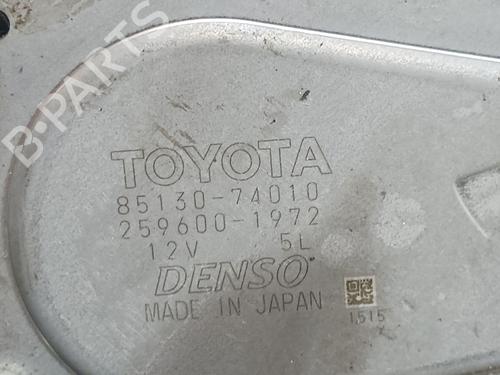 B-PARTS
TOYOTA
85130-74010
259600-1972
12V 5L
DENSO
MADE IN JAPAN
1515